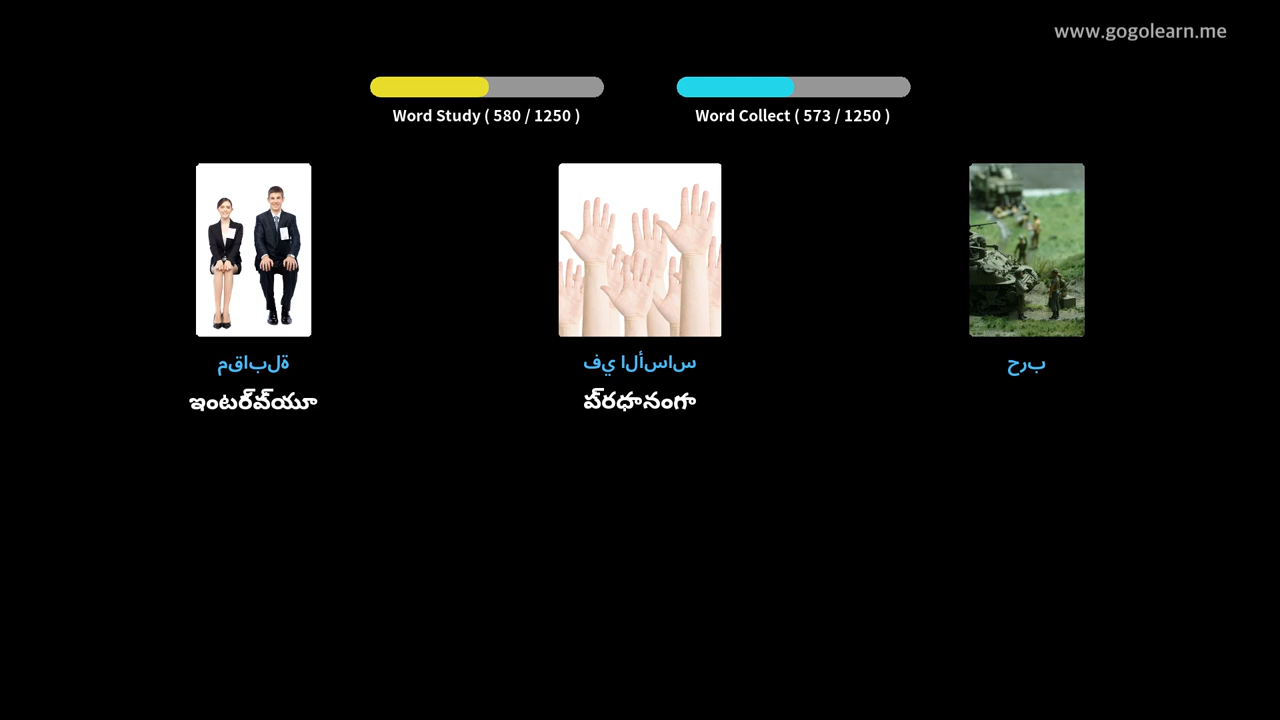 www.gogolearn.me
Word Study ( 580 / 1250 )
Word Collect ( 573 / 1250 )
مقابلة
في الأساس
حرب
ఇంటర్వ్యూ
ప్రధానంగా